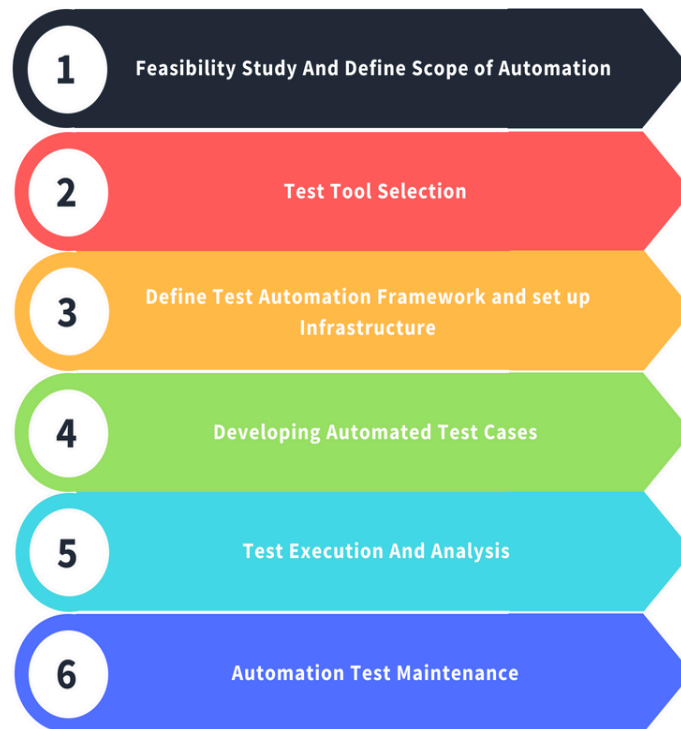 1
Feasibility Study And Define Scope of Automation
2
Test Tool Selection
3
Define Test Automation Framework and set up
Infrastructure
4
Developing Automated Test Cases
5
Test Execution And Analysis
6
Automation Test Maintenance